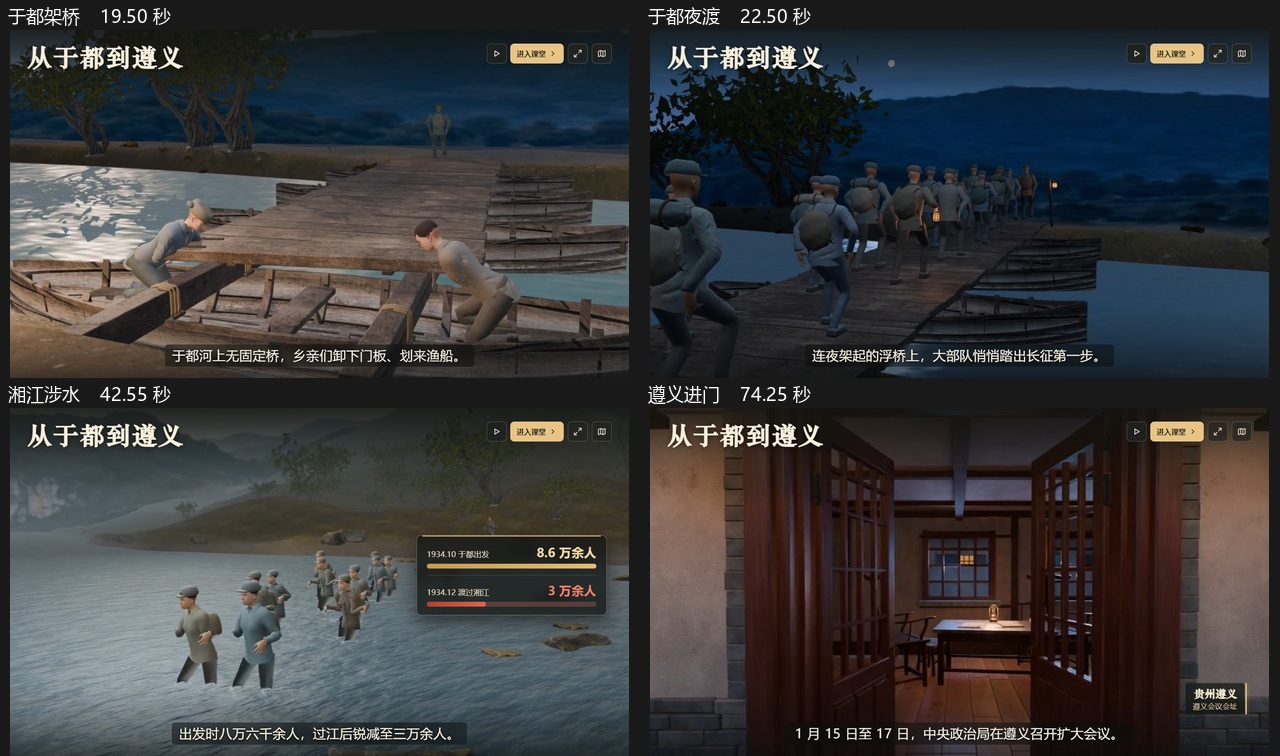 于都架桥 19.50 秒
从于都到遵义
进入课堂
于都河上无固定桥，乡亲们卸下门板、划来渔船。
于都夜渡 22.50 秒
从于都到遵义
进入课堂
连夜架起的浮桥上，大部队悄悄踏出长征第一步。
湘江涉水 42.55 秒
从于都到遵义
进入课堂
1934.10 于都出发 8.6 万余人
1934.12 渡过湘江 3 万余人
出发时八万六千余人，过江后锐减至三万余人。
遵义进门 74.25 秒
从于都到遵义
进入课堂
贵州遵义
遵义会议会址
1 月 15 日至 17 日，中央政治局在遵义召开扩大会议。